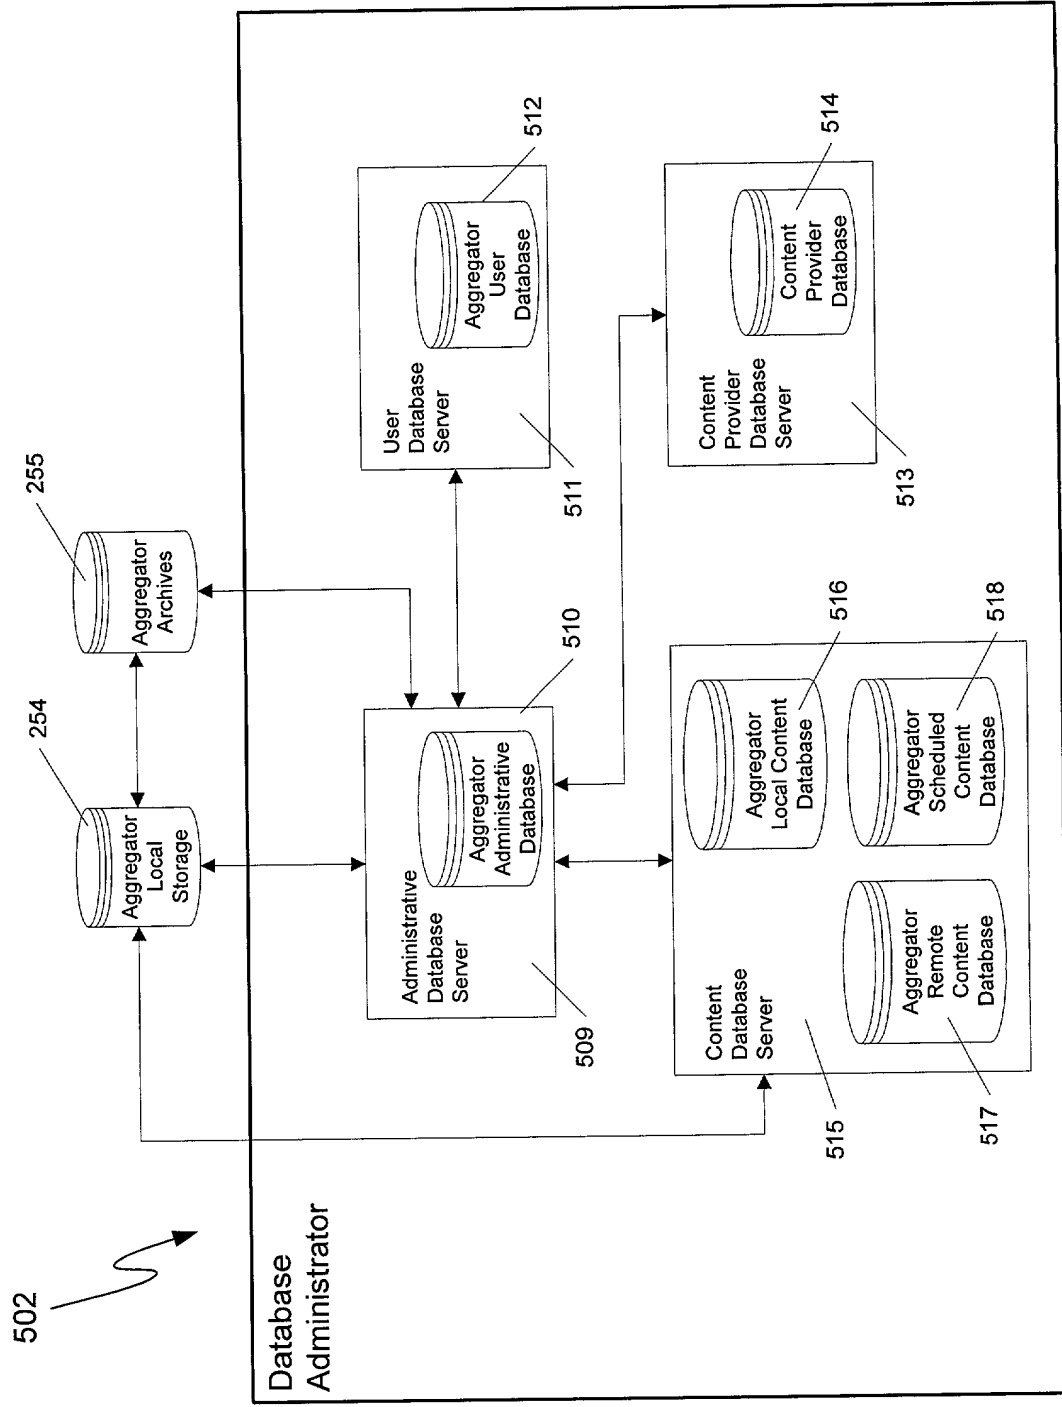 502
254
255
Aggregator
Local
Storage
Aggregator
Archives
Database
Administrator
Administrative
Database
Server
Aggregator
Administrative
Database
509
510
User
Database
Server
Aggregator
User
Database
511
512
Content
Database
Server
Aggregator
Local Content
Database
Aggregator
Remote
Content
Database
Aggregator
Scheduled
Content
Database
515
516
517
518
Content
Provider
Database
Server
Content
Provider
Database
513
514